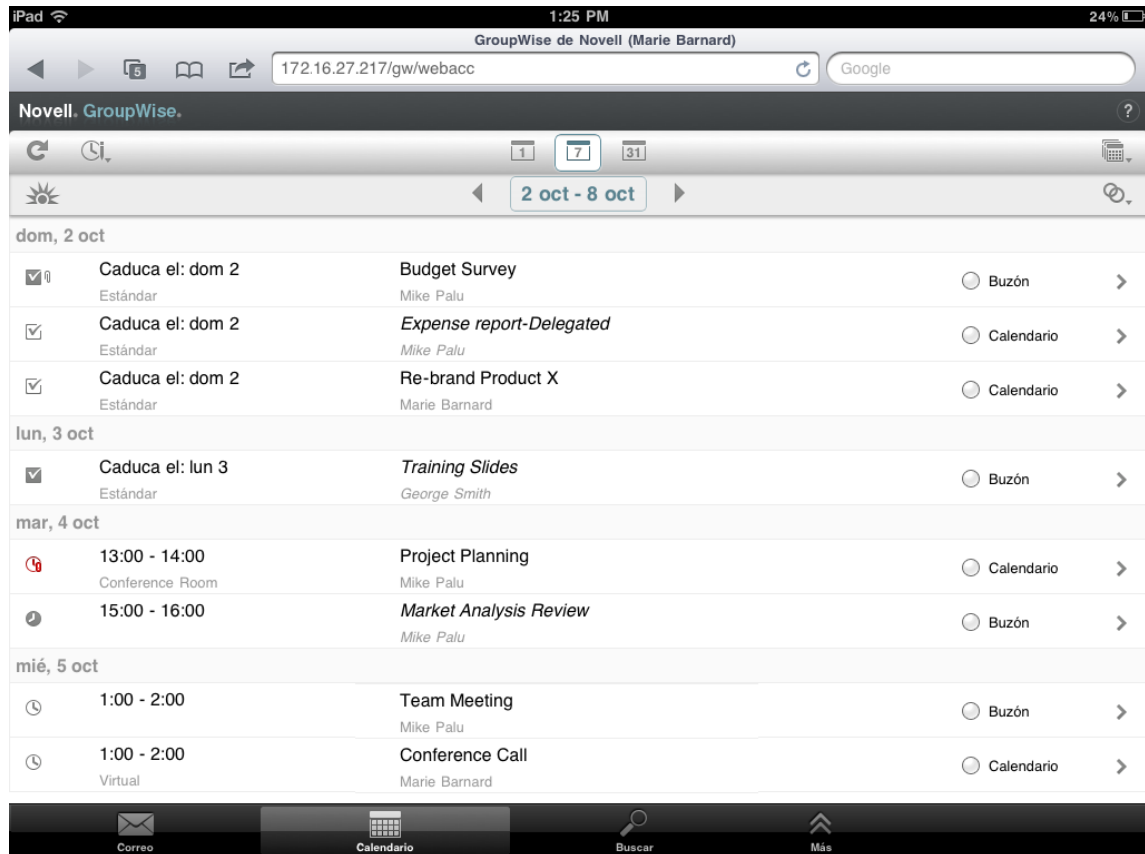 iPad 1:25 PM 24%
GroupWise de Novell (Marie Barnard)
5 172.16.27.217/gw/webacc Google
Novell. GroupWise. ?
1 7 31
2 oct - 8 oct
dom, 2 oct
Caduca el: dom 2 Budget Survey Buzón
Estándar Mike Palu
Caduca el: dom 2 Expense report-Delegated Calendario
Estándar Mike Palu
Caduca el: dom 2 Re-brand Product X Calendario
Estándar Marie Barnard
lun, 3 oct
Caduca el: lun 3 Training Slides Buzón
Estándar George Smith
mar, 4 oct
13:00 - 14:00 Project Planning Calendario
Conference Room Mike Palu
15:00 - 16:00 Market Analysis Review Buzón
Mike Palu
mié, 5 oct
1:00 - 2:00 Team Meeting Buzón
Mike Palu
1:00 - 2:00 Conference Call Calendario
Virtual Marie Barnard
Correo Calendario Buscar Más